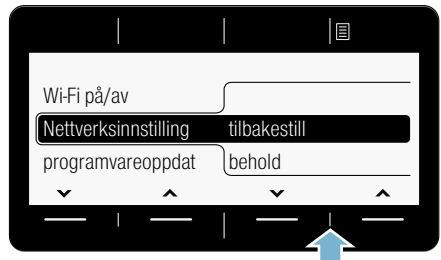 Wi-Fi på/av
Nettverksinnstilling tilbakestill
programvareoppdat behold